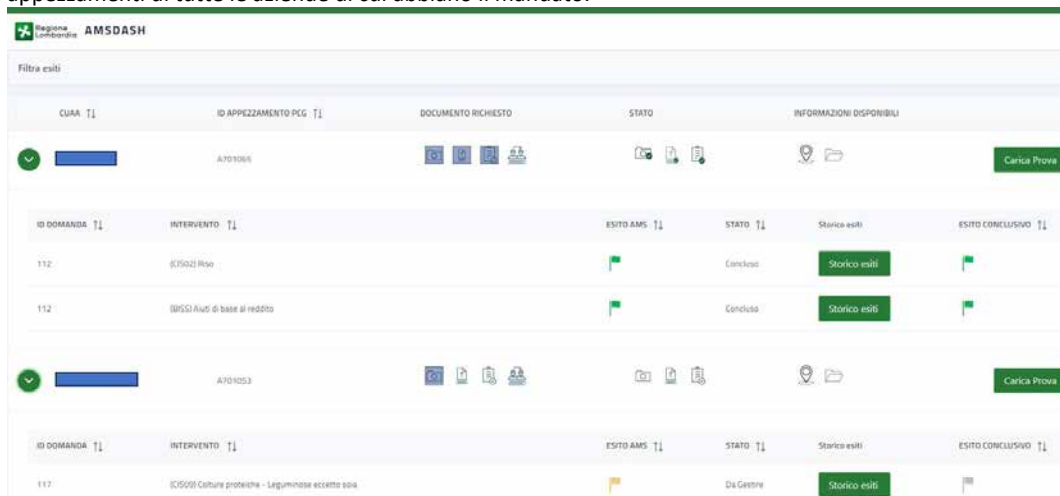 appezzamenti di tutte le aziende di cui abbiano il mandato.
Regione Lombardia AMSDASH
Filtra esiti
CUAA ID APPEZZAMENTO PCG DOCUMENTO RICHIESTO STATO INFORMAZIONI DISPONIBILI
A701064 Carica Prova
ID DOMANDA INTERVENTO ESITO AMS STATO Storico esiti ESITO CONCLUSIVO
112 (CIS02) Riso Concluso Storico esiti
112 (BISS) Aiuti di base al reddito Concluso Storico esiti
A701053 Carica Prova
ID DOMANDA INTERVENTO ESITO AMS STATO Storico esiti ESITO CONCLUSIVO
117 (CIS09) Colture proteiche - Leguminose eccetto soia Da Gestire Storico esiti